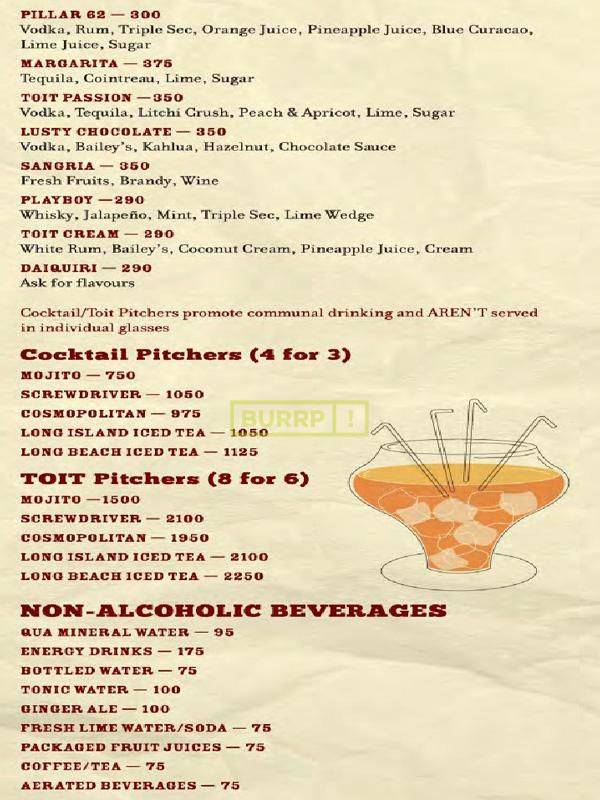 PILLAR 62 — 300
Vodka, Rum, Triple Sec, Orange Juice, Pineapple Juice, Blue Curacao,
Lime Juice, Sugar
MARGARITA — 375
Tequila, Cointreau, Lime, Sugar
TOIT PASSION —350
Vodka, Tequila, Litchi Crush, Peach & Apricot, Lime, Sugar
LUSTY CHOCOLATE — 350
Vodka, Bailey's, Kahlua, Hazelnut, Chocolate Sauce
SANGRIA — 350
Fresh Fruits, Brandy, Wine
PLAYBOY —290
Whisky, Jalapeño, Mint, Triple Sec, Lime Wedge
TOIT CREAM — 290
White Rum, Bailey's, Coconut Cream, Pineapple Juice, Cream
DAIQUIRI — 290
Ask for flavours
Cocktail/Toit Pitchers promote communal drinking and AREN'T served
in individual glasses
Cocktail Pitchers (4 for 3)
MOJITO — 750
SCREWDRIVER — 1050
COSMOPOLITAN — 975
BURRP !
LONG ISLAND ICED TEA — 1050
LONG BEACH ICED TEA — 1125
TOIT Pitchers (8 for 6)
MOJITO —1500
SCREWDRIVER — 2100
COSMOPOLITAN — 1950
LONG ISLAND ICED TEA — 2100
LONG BEACH ICED TEA — 2250
NON-ALCOHOLIC BEVERAGES
QUA MINERAL WATER — 95
ENERGY DRINKS — 175
BOTTLED WATER — 75
TONIC WATER — 100
GINGER ALE — 100
FRESH LIME WATER/SODA — 75
PACKAGED FRUIT JUICES — 75
COFFEE/TEA — 75
AERATED BEVERAGES — 75